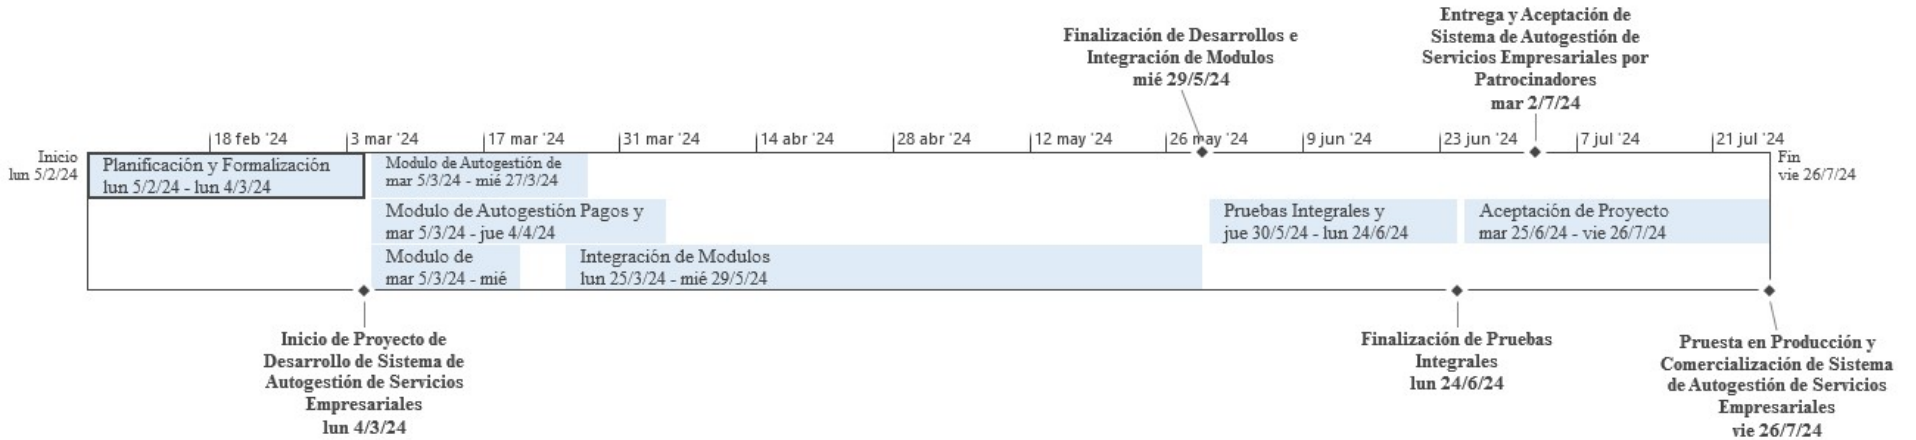 Finalización de Desarrollos e
Integración de Modulos
mié 29/5/24
Entrega y Aceptación de
Sistema de Autogestión de
Servicios Empresariales por
Patrocinadores
mar 2/7/24
18 feb '24
3 mar '24
17 mar '24
31 mar '24
14 abr '24
28 abr '24
12 may '24
26 may '24
9 jun '24
23 jun '24
7 jul '24
21 jul '24
Inicio
lun 5/2/24
Fin
vie 26/7/24
Planificación y Formalización
lun 5/2/24 - lun 4/3/24
Modulo de Autogestión de
mar 5/3/24 - mié 27/3/24
Modulo de Autogestión Pagos y
mar 5/3/24 - jue 4/4/24
Pruebas Integrales y
jue 30/5/24 - lun 24/6/24
Aceptación de Proyecto
mar 25/6/24 - vie 26/7/24
Modulo de
mar 5/3/24 - mié
Integración de Modulos
lun 25/3/24 - mié 29/5/24
Inicio de Proyecto de
Desarrollo de Sistema de
Autogestión de Servicios
Empresariales
lun 4/3/24
Finalización de Pruebas
Integrales
lun 24/6/24
Pruesta en Producción y
Comercialización de Sistema
de Autogestión de Servicios
Empresariales
vie 26/7/24